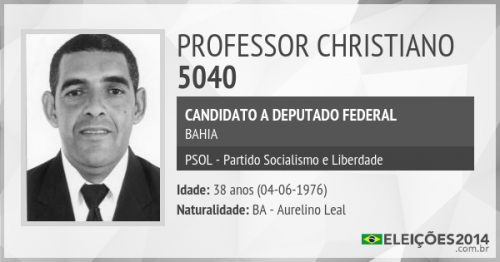 PROFESSOR CHRISTIANO
5040
CANDIDATO A DEPUTADO FEDERAL
BAHIA
PSOL - Partido Socialismo e Liberdade
Idade: 38 anos (04-06-1976)
Naturalidade: BA - Aurelino Leal
ELEIÇÕES2014
.com.br